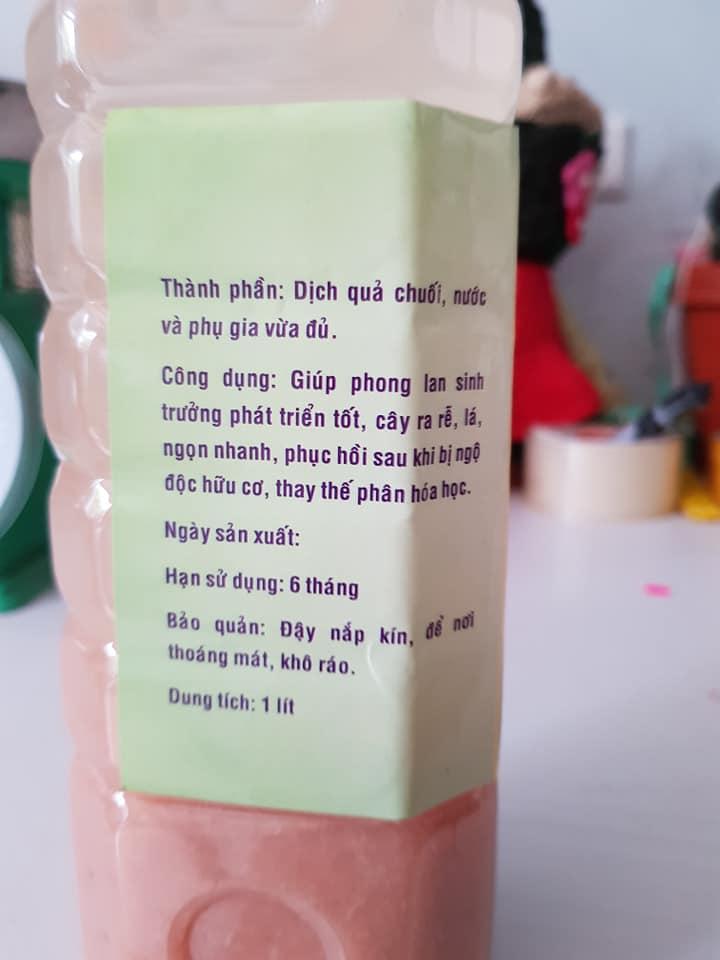 Thành phần: Dịch quả chuối, nước
và phụ gia vừa đủ.
Công dụng: Giúp phong lan sinh
trưởng phát triển tốt, cây ra rễ, lá,
ngọn nhanh, phục hồi sau khi bị ngộ
độc hữu cơ, thay thế phân hóa học.
Ngày sản xuất:
Hạn sử dụng: 6 tháng
Bảo quản: Đậy nắp kín, để nơi
thoáng mát, khô ráo.
Dung tích: 1 lít